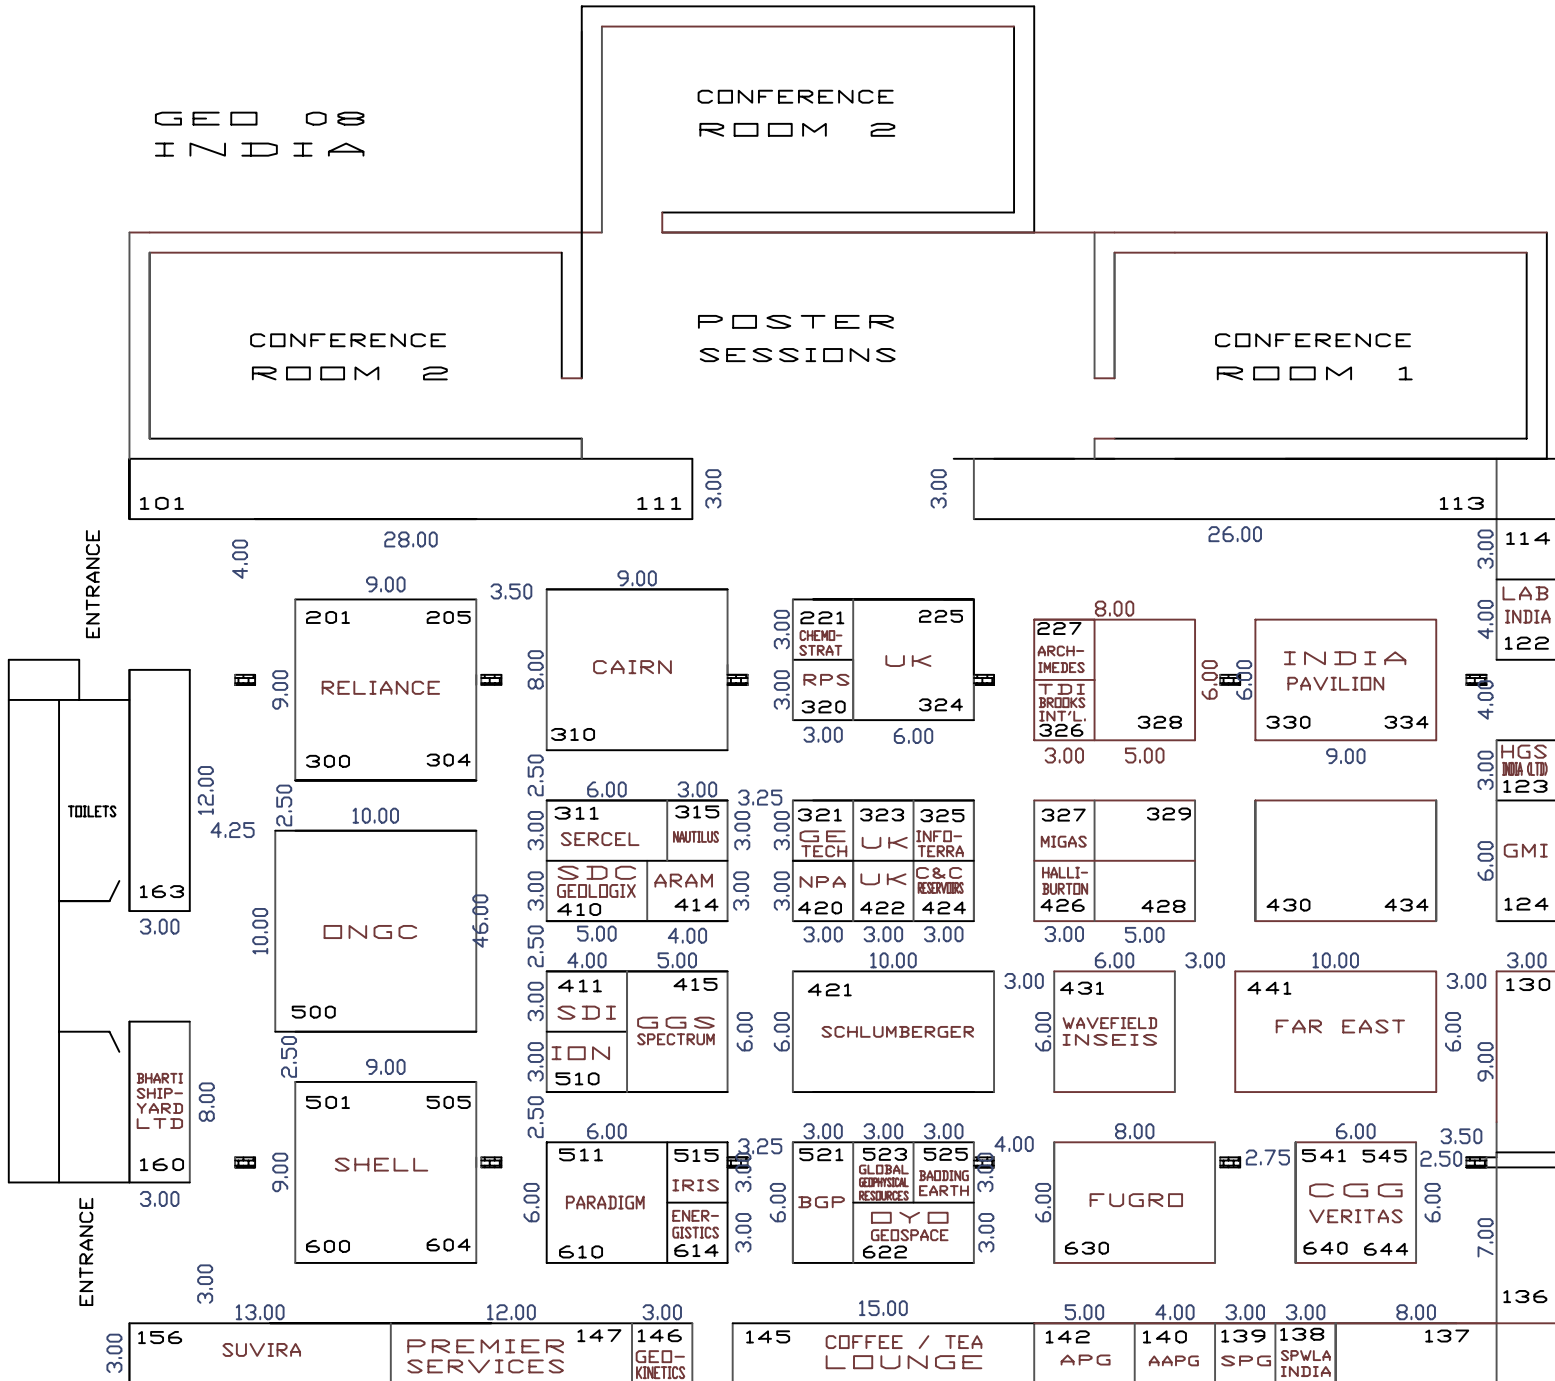 GEO 08
INDIA
CONFERENCE
ROOM 2
CONFERENCE
ROOM 2
POSTER
SESSIONS
CONFERENCE
ROOM 1
101
111
3.00
3.00
113
28.00
26.00
4.00
ENTRANCE
3.00
114
LAB
INDIA
122
4.00
9.00
3.50
9.00
201 205
RELIANCE
300 304
9.00
CAIRN
310
8.00
3.00
221
CHEMO-
STRAT
225
UK
3.00
RPS
320
324
3.00
6.00
8.00
227
ARCH-
IMEDES
TDI
BROOKS
INT'L.
326
328
3.00
5.00
6.00
6.00
INDIA
PAVILION
330 334
9.00
4.00
HGS
INDIA (LTD)
123
3.00
TOILETS
163
3.00
12.00
4.25
2.50
10.00
ONGC
500
10.00
46.00
2.50
6.00
3.00
3.25
311
SERCEL
315
NAUTILUS
3.00
3.00
SDC
GEOLOGIX
410
ARAM
414
3.00
3.00
5.00
4.00
321
GE
TECH
323
UK
325
INFO-
TERRA
3.00
NPA
420
UK
422
C&C
RESERVOIRS
424
3.00
3.00
3.00
3.00
327
MIGAS
329
HALLI-
BURTON
426
428
3.00
5.00
430 434
GMI
124
6.00
2.50
4.00
5.00
411
SDI
3.00
415
GGS
SPECTRUM
ION
510
3.00
6.00
10.00
421
SCHLUMBERGER
6.00
3.00
6.00
431
WAVEFIELD
INSEIS
6.00
3.00
10.00
441
FAR EAST
3.00
6.00
3.00
130
9.00
BHARTI
SHIP-
YARD
LTD
160
8.00
3.00
2.50
9.00
501 505
SHELL
600 604
9.00
2.50
6.00
511
PARADIGM
610
6.00
515
IRIS
ENER-
GISTICS
614
3.25
3.00
3.00
3.00
3.00
3.00
521
BGP
6.00
523
GLOBAL
GEOPHYSICAL
RESOURCES
525
BAODING
EARTH
OYO
GEOSPACE
622
3.00
3.00
4.00
8.00
FUGRO
630
6.00
2.75
6.00
541 545
CGG
VERITAS
640 644
6.00
3.50
2.50
7.00
136
ENTRANCE
3.00
3.00
13.00
156
SUVIRA
12.00
147
PREMIER
SERVICES
3.00
146
GEO-
KINETICS
15.00
145
COFFEE / TEA
LOUNGE
5.00
142
APG
4.00
140
AAPG
3.00
139
SPG
3.00
138
SPWLA
INDIA
8.00
137